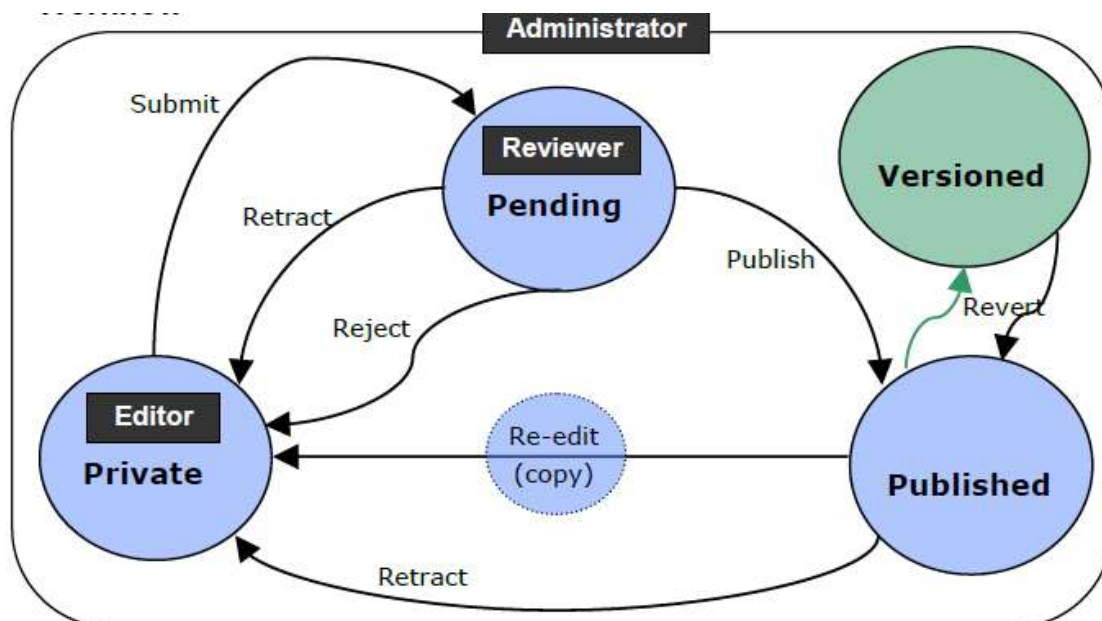 Administrator
Submit
Reviewer
Pending
Versioned
Retract
Publish
Revert
Reject
Editor
Private
Re-edit
(copy)
Published
Retract